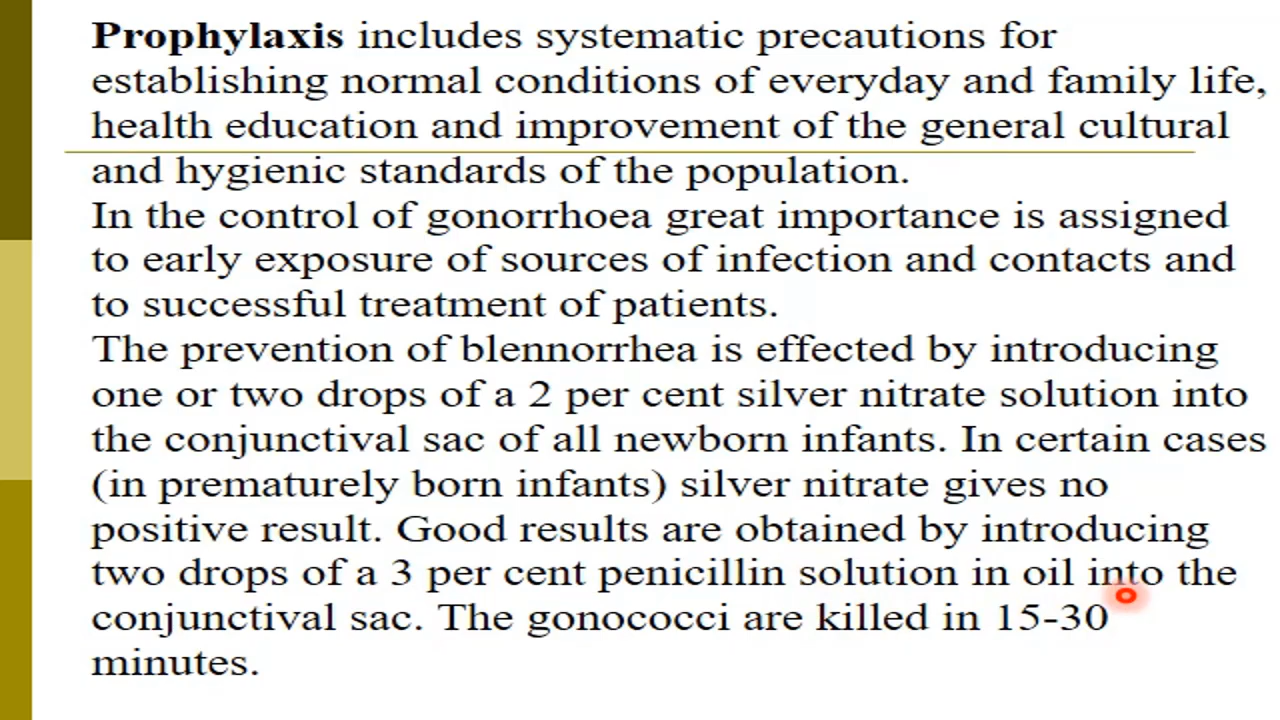 Prophylaxis includes systematic precautions for
establishing normal conditions of everyday and family life,
health education and improvement of the general cultural
and hygienic standards of the population.
In the control of gonorrhoea great importance is assigned
to early exposure of sources of infection and contacts and
to successful treatment of patients.
The prevention of blennorrhea is effected by introducing
one or two drops of a 2 per cent silver nitrate solution into
the conjunctival sac of all newborn infants. In certain cases
(in prematurely born infants) silver nitrate gives no
positive result. Good results are obtained by introducing
two drops of a 3 per cent penicillin solution in oil into the
conjunctival sac. The gonococci are killed in 15-30
minutes.